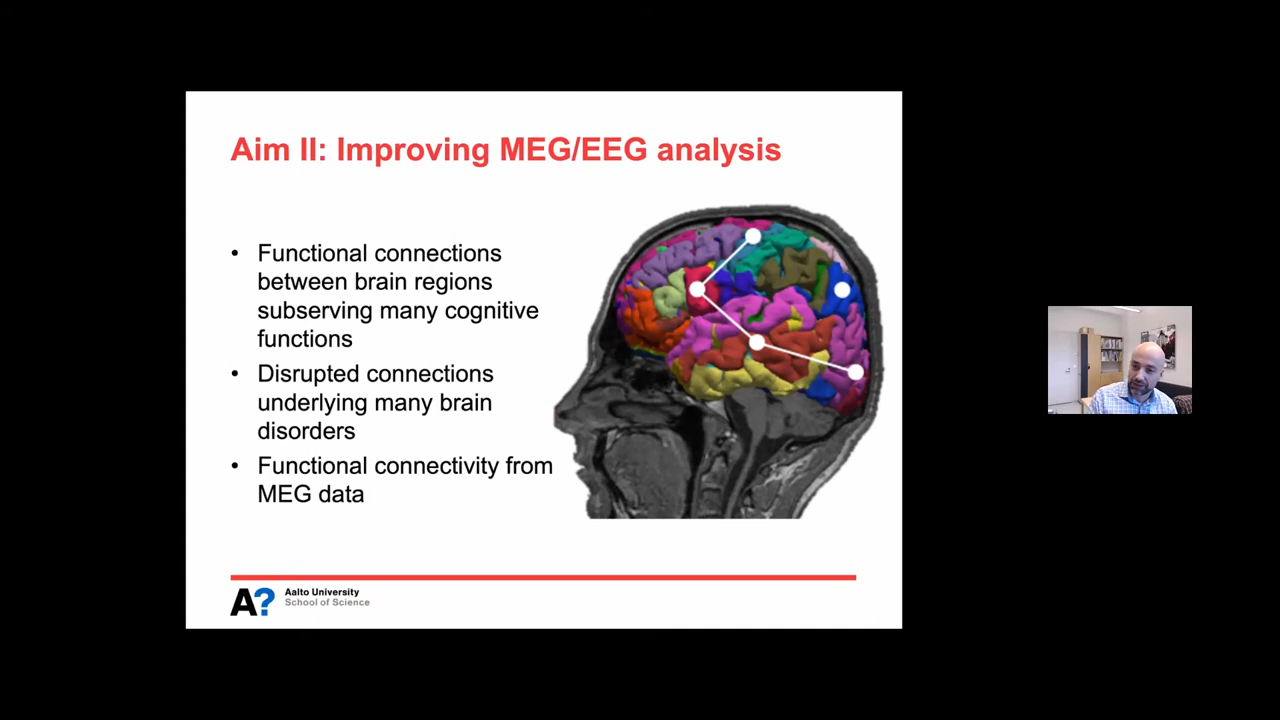 Aim II: Improving MEG/EEG analysis
• Functional connections
between brain regions
subserving many cognitive
functions
• Disrupted connections
underlying many brain
disorders
• Functional connectivity from
MEG data
A?
Aalto University
School of Science